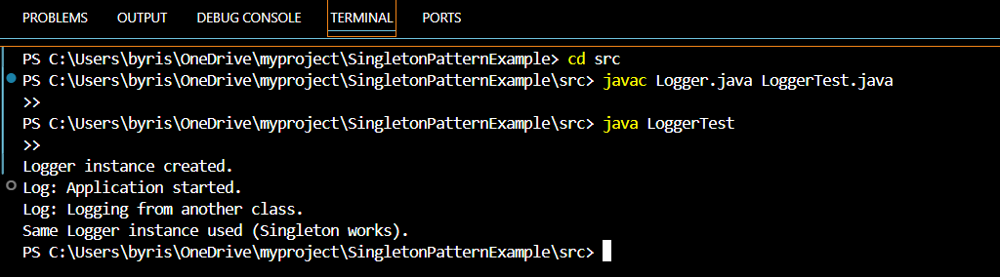 PROBLEMS OUTPUT DEBUG CONSOLE TERMINAL PORTS
PS C:\Users\byris\OneDrive\myproject\SingletonPatternExample> cd src
PS C:\Users\byris\OneDrive\myproject\SingletonPatternExample\src> javac Logger.java LoggerTest.java
>>
PS C:\Users\byris\OneDrive\myproject\SingletonPatternExample\src> java LoggerTest
>>
Logger instance created.
Log: Application started.
Log: Logging from another class.
Same Logger instance used (Singleton works).
PS C:\Users\byris\OneDrive\myproject\SingletonPatternExample\src>